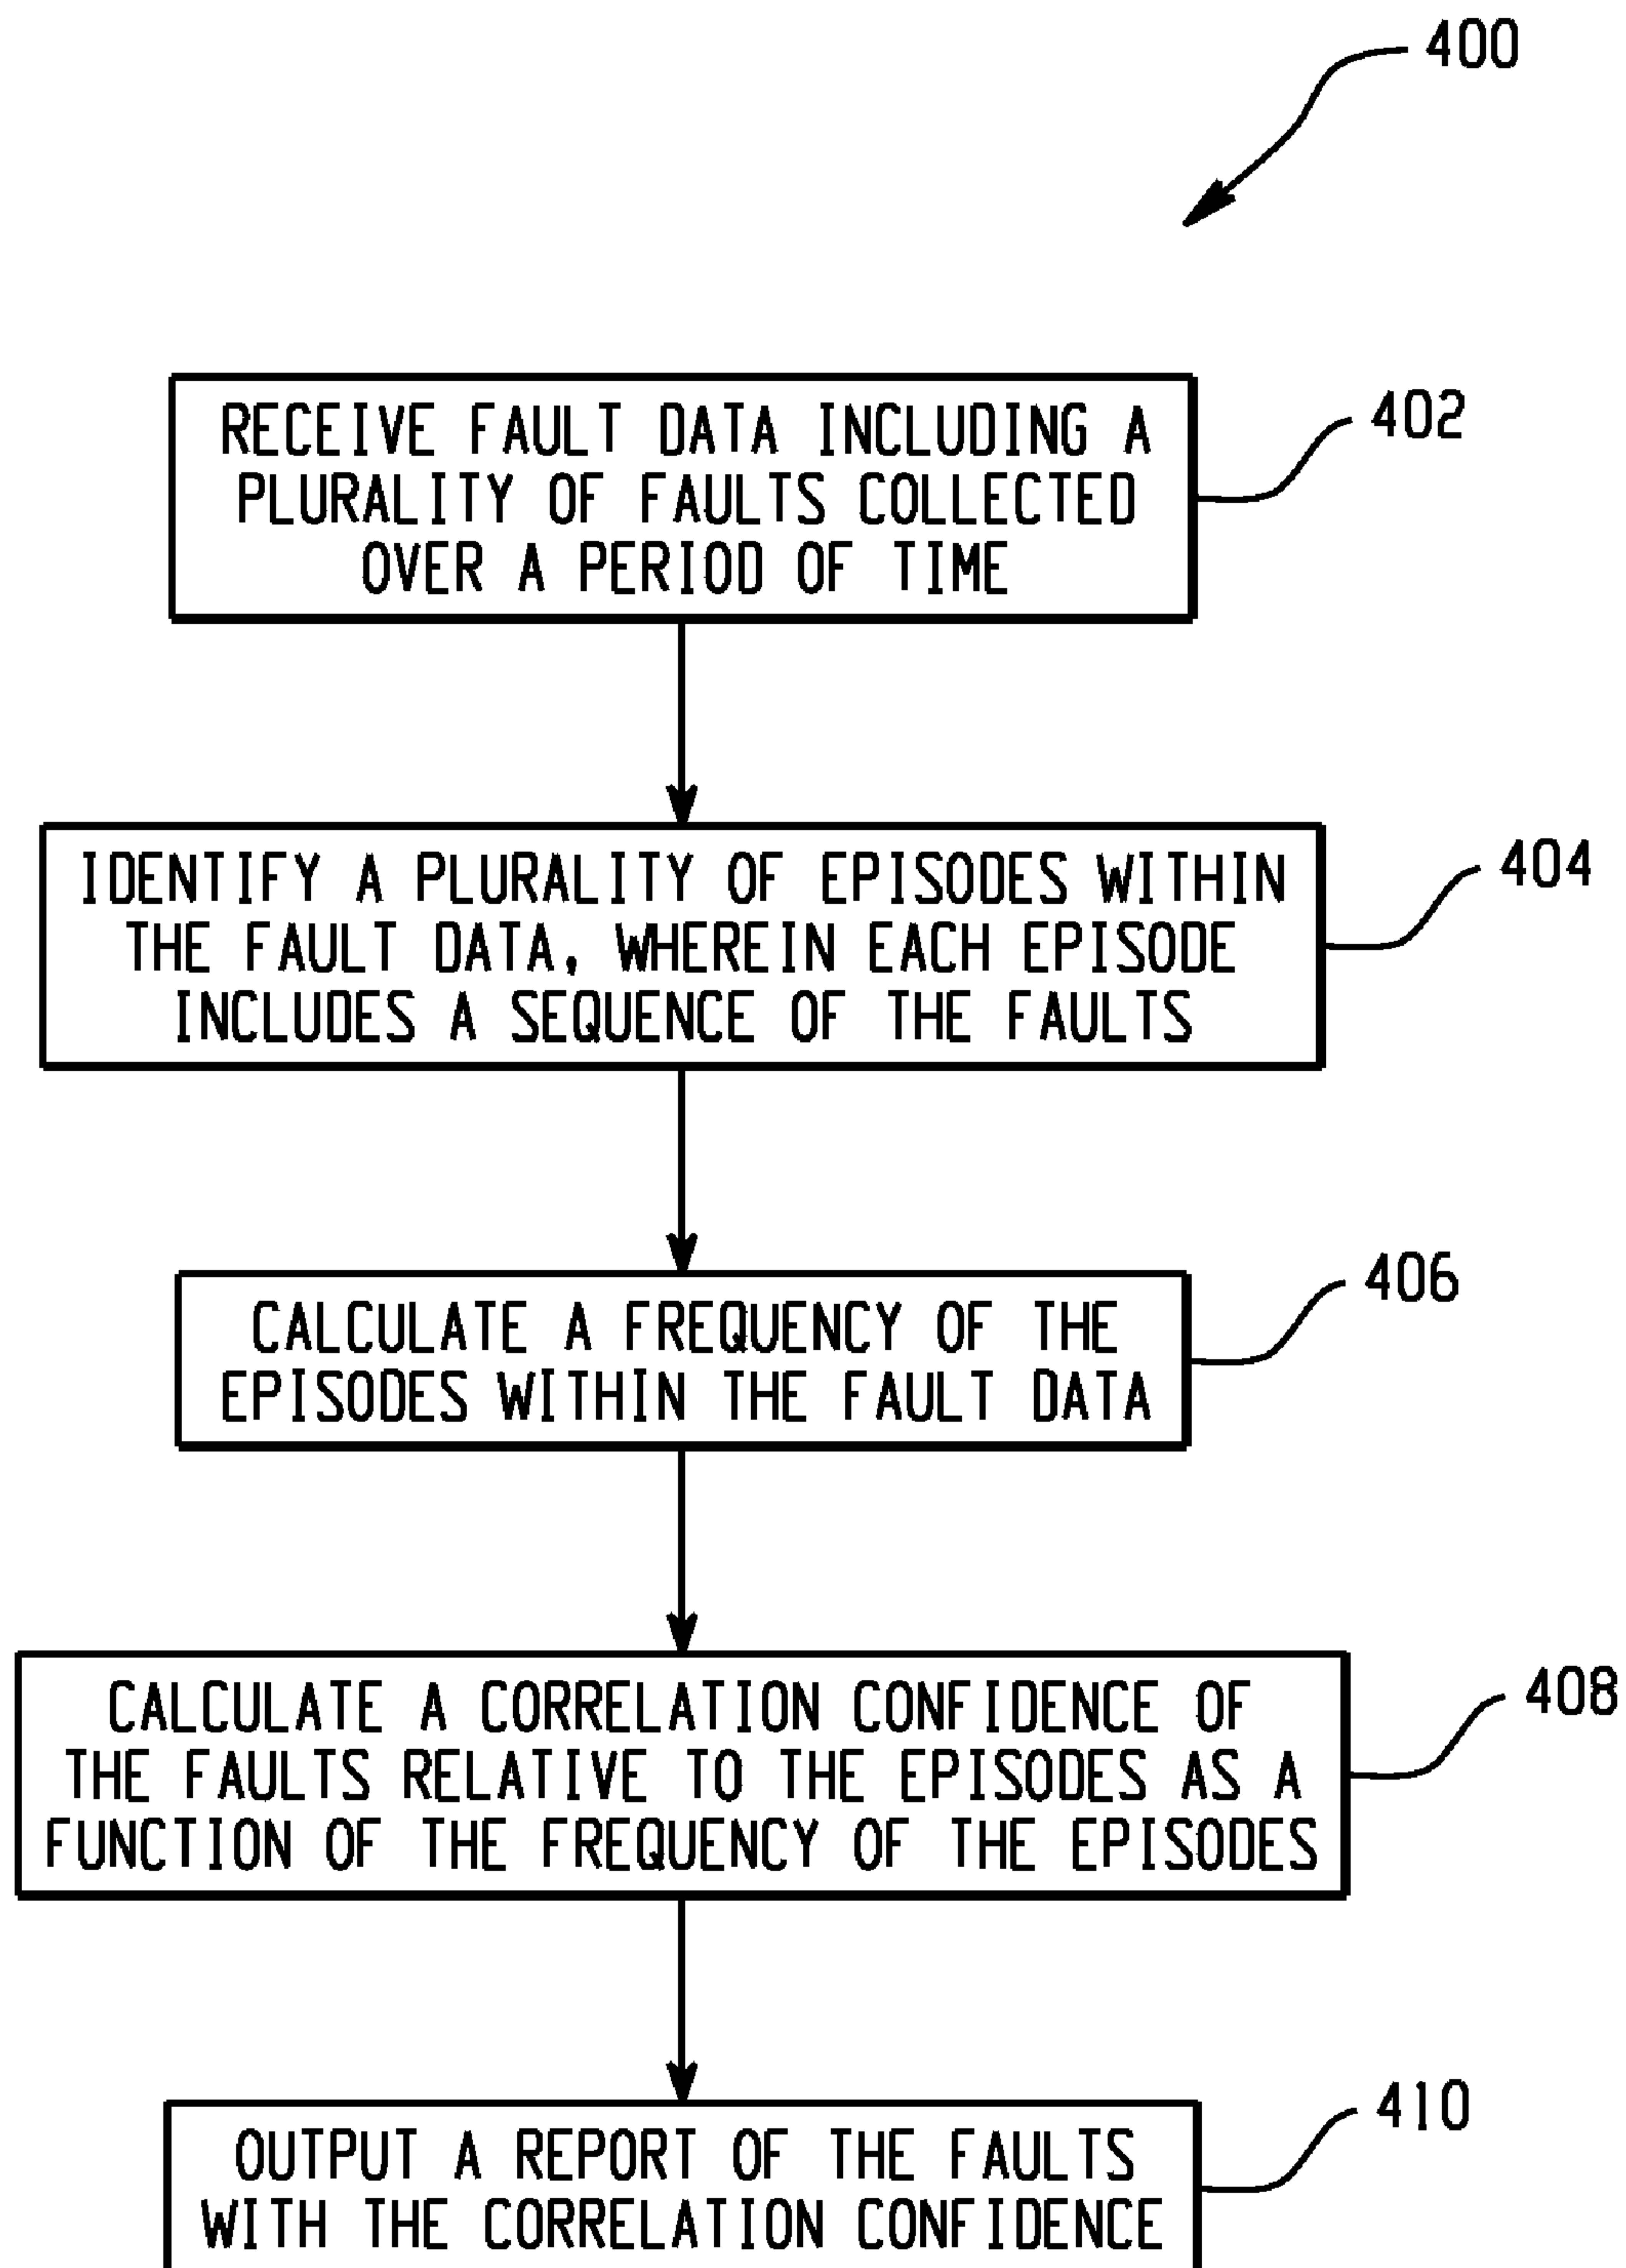 400
RECEIVE FAULT DATA INCLUDING A
PLURALITY OF FAULTS COLLECTED
OVER A PERIOD OF TIME
402
IDENTIFY A PLURALITY OF EPISODES WITHIN
THE FAULT DATA, WHEREIN EACH EPISODE
INCLUDES A SEQUENCE OF THE FAULTS
404
CALCULATE A FREQUENCY OF THE
EPISODES WITHIN THE FAULT DATA
406
CALCULATE A CORRELATION CONFIDENCE OF
THE FAULTS RELATIVE TO THE EPISODES AS A
FUNCTION OF THE FREQUENCY OF THE EPISODES
408
OUTPUT A REPORT OF THE FAULTS
WITH THE CORRELATION CONFIDENCE
410